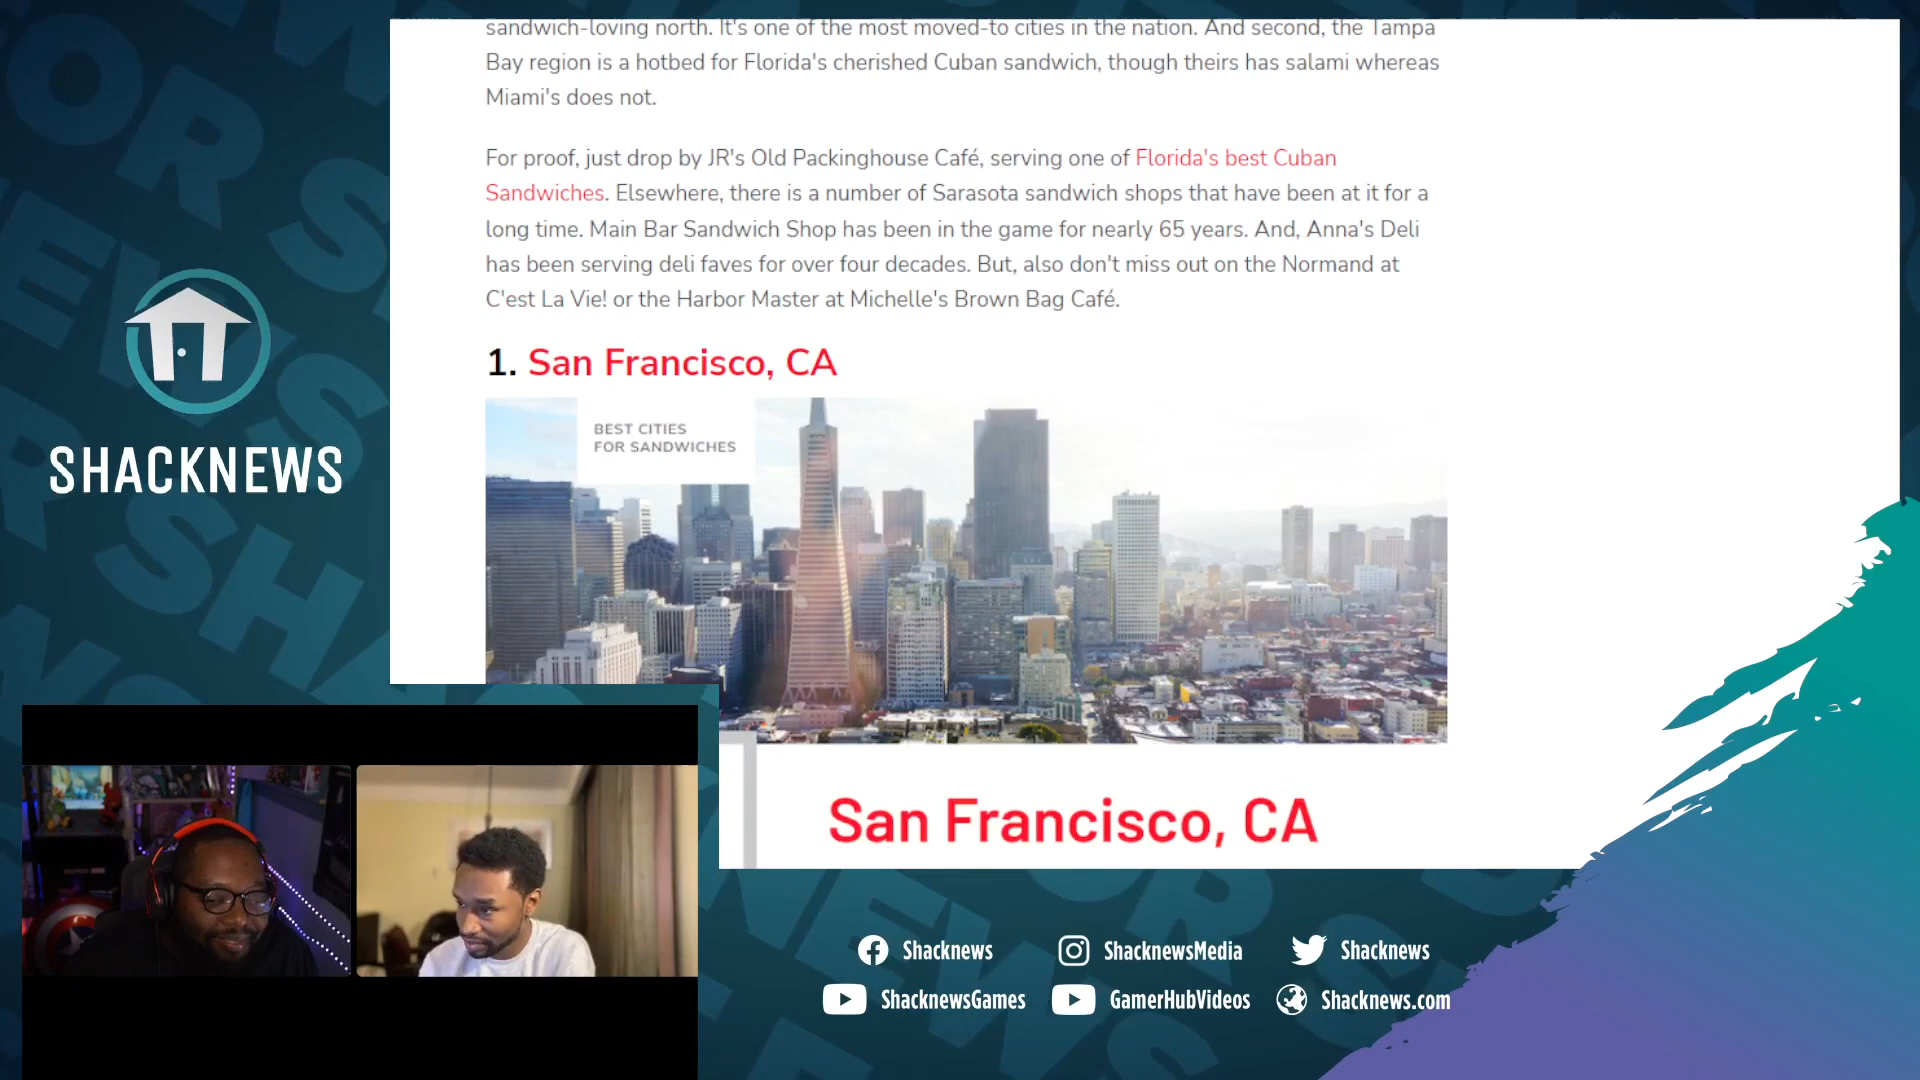 sandwich-loving north. It's one of the most moved-to cities in the nation. And second, the Tampa
Bay region is a hotbed for Florida's cherished Cuban sandwich, though theirs has salami whereas
Miami's does not.
For proof, just drop by JR's Old Packinghouse Café, serving one of Florida's best Cuban
Sandwiches. Elsewhere, there is a number of Sarasota sandwich shops that have been at it for a
long time. Main Bar Sandwich Shop has been in the game for nearly 65 years. And, Anna's Deli
has been serving deli faves for over four decades. But, also don't miss out on the Normand at
C'est La Vie! or the Harbor Master at Michelle's Brown Bag Café.
1. San Francisco, CA
BEST CITIES
FOR SANDWICHES
San Francisco, CA
SHACKNEWS
Shacknews
ShacknewsMedia
Shacknews
ShacknewsGames
GamerHubVideos
Shacknews.com